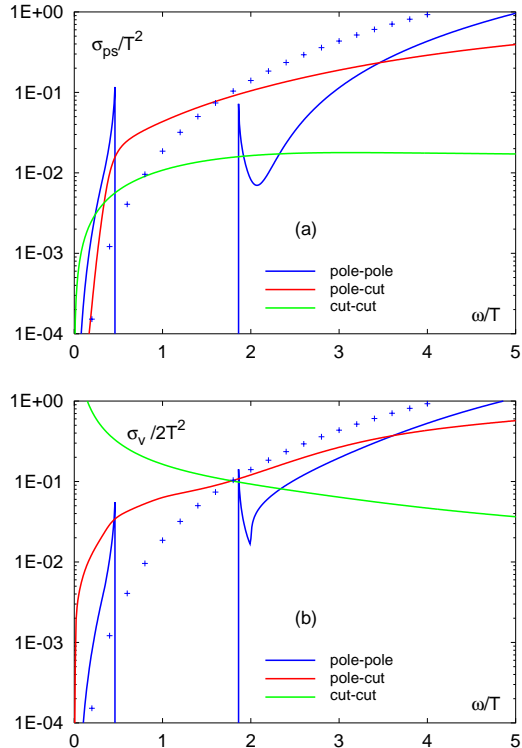 1E+00
σps/T²
1E-01
1E-02
(a)
1E-03
pole-pole
pole-cut
cut-cut
ω/T
1E-04
0 1 2 3 4 5
1E+00
σv/2T²
1E-01
1E-02
(b)
1E-03
pole-pole
pole-cut
cut-cut
ω/T
1E-04
0 1 2 3 4 5